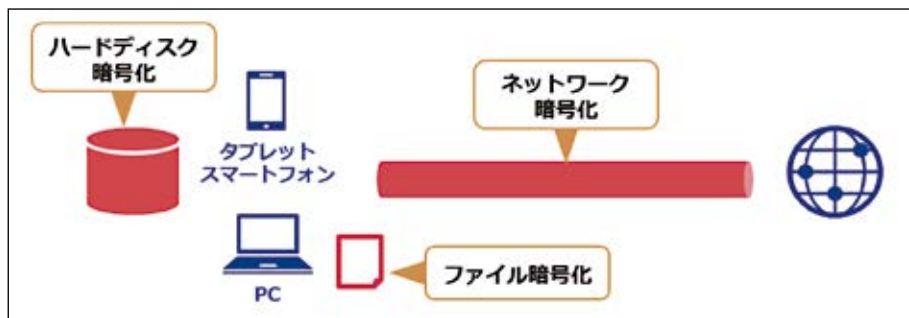 ハードディスク
暗号化
ネットワーク
暗号化
タブレット
スマートフォン
PC
ファイル暗号化